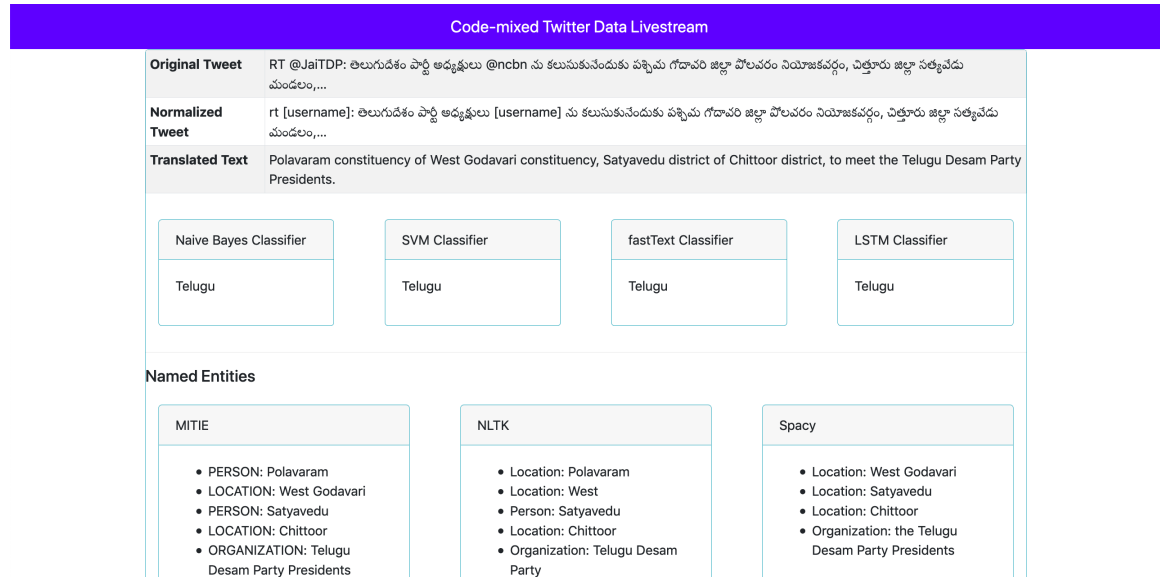 Code-mixed Twitter Data Livestream
Original Tweet
RT @JaiTDP: తెలుగుదేశం పార్టీ అధ్యక్షులు @ncbn ను కలుసుకునేందుకు పశ్చిమ గోదావరి జిల్లా పోలవరం నియోజకవర్గం, చిత్తూరు జిల్లా సత్యవేడు
మండలం,...
Normalized
Tweet
rt [username]: తెలుగుదేశం పార్టీ అధ్యక్షులు [username] ను కలుసుకునేందుకు పశ్చిమ గోదావరి జిల్లా పోలవరం నియోజకవర్గం, చిత్తూరు జిల్లా సత్యవేడు
మండలం,...
Translated Text
Polavaram constituency of West Godavari constituency, Satyavedu district of Chittoor district, to meet the Telugu Desam Party
Presidents.
Naive Bayes Classifier
Telugu
SVM Classifier
Telugu
fastText Classifier
Telugu
LSTM Classifier
Telugu
Named Entities
MITIE
• PERSON: Polavaram
• LOCATION: West Godavari
• PERSON: Satyavedu
• LOCATION: Chittoor
• ORGANIZATION: Telugu
Desam Party Presidents
NLTK
• Location: Polavaram
• Location: West
• Person: Satyavedu
• Location: Chittoor
• Organization: Telugu Desam
Party
Spacy
• Location: West Godavari
• Location: Satyavedu
• Location: Chittoor
• Organization: the Telugu
Desam Party Presidents